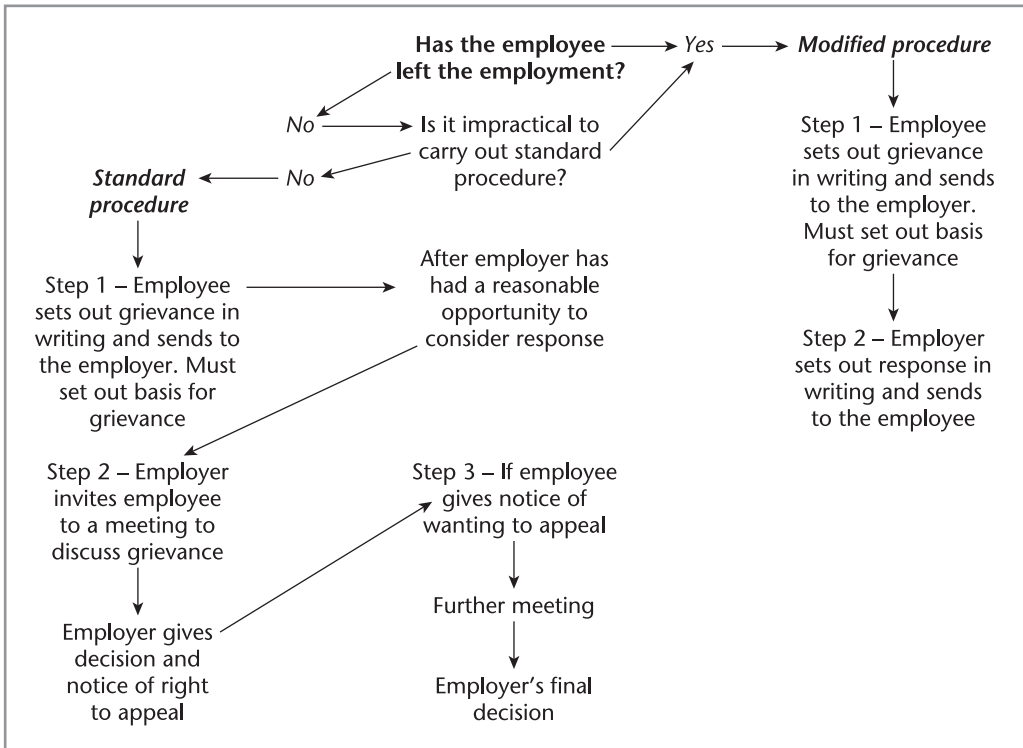 Has the employee
left the employment?
Yes
Modified procedure
No
Is it impractical to
carry out standard
procedure?
No
Standard
procedure
Step 1 – Employee
sets out grievance in
writing and sends to
the employer. Must
set out basis for
grievance
After employer has
had a reasonable
opportunity to
consider response
Step 2 – Employer
invites employee
to a meeting to
discuss grievance
Employer gives
decision and
notice of right
to appeal
Step 3 – If employee
gives notice of
wanting to appeal
Further meeting
Employer's final
decision
Step 1 – Employee
sets out grievance
in writing and sends
to the employer.
Must set out basis
for grievance
Step 2 – Employer
sets out response in
writing and sends
to the employee